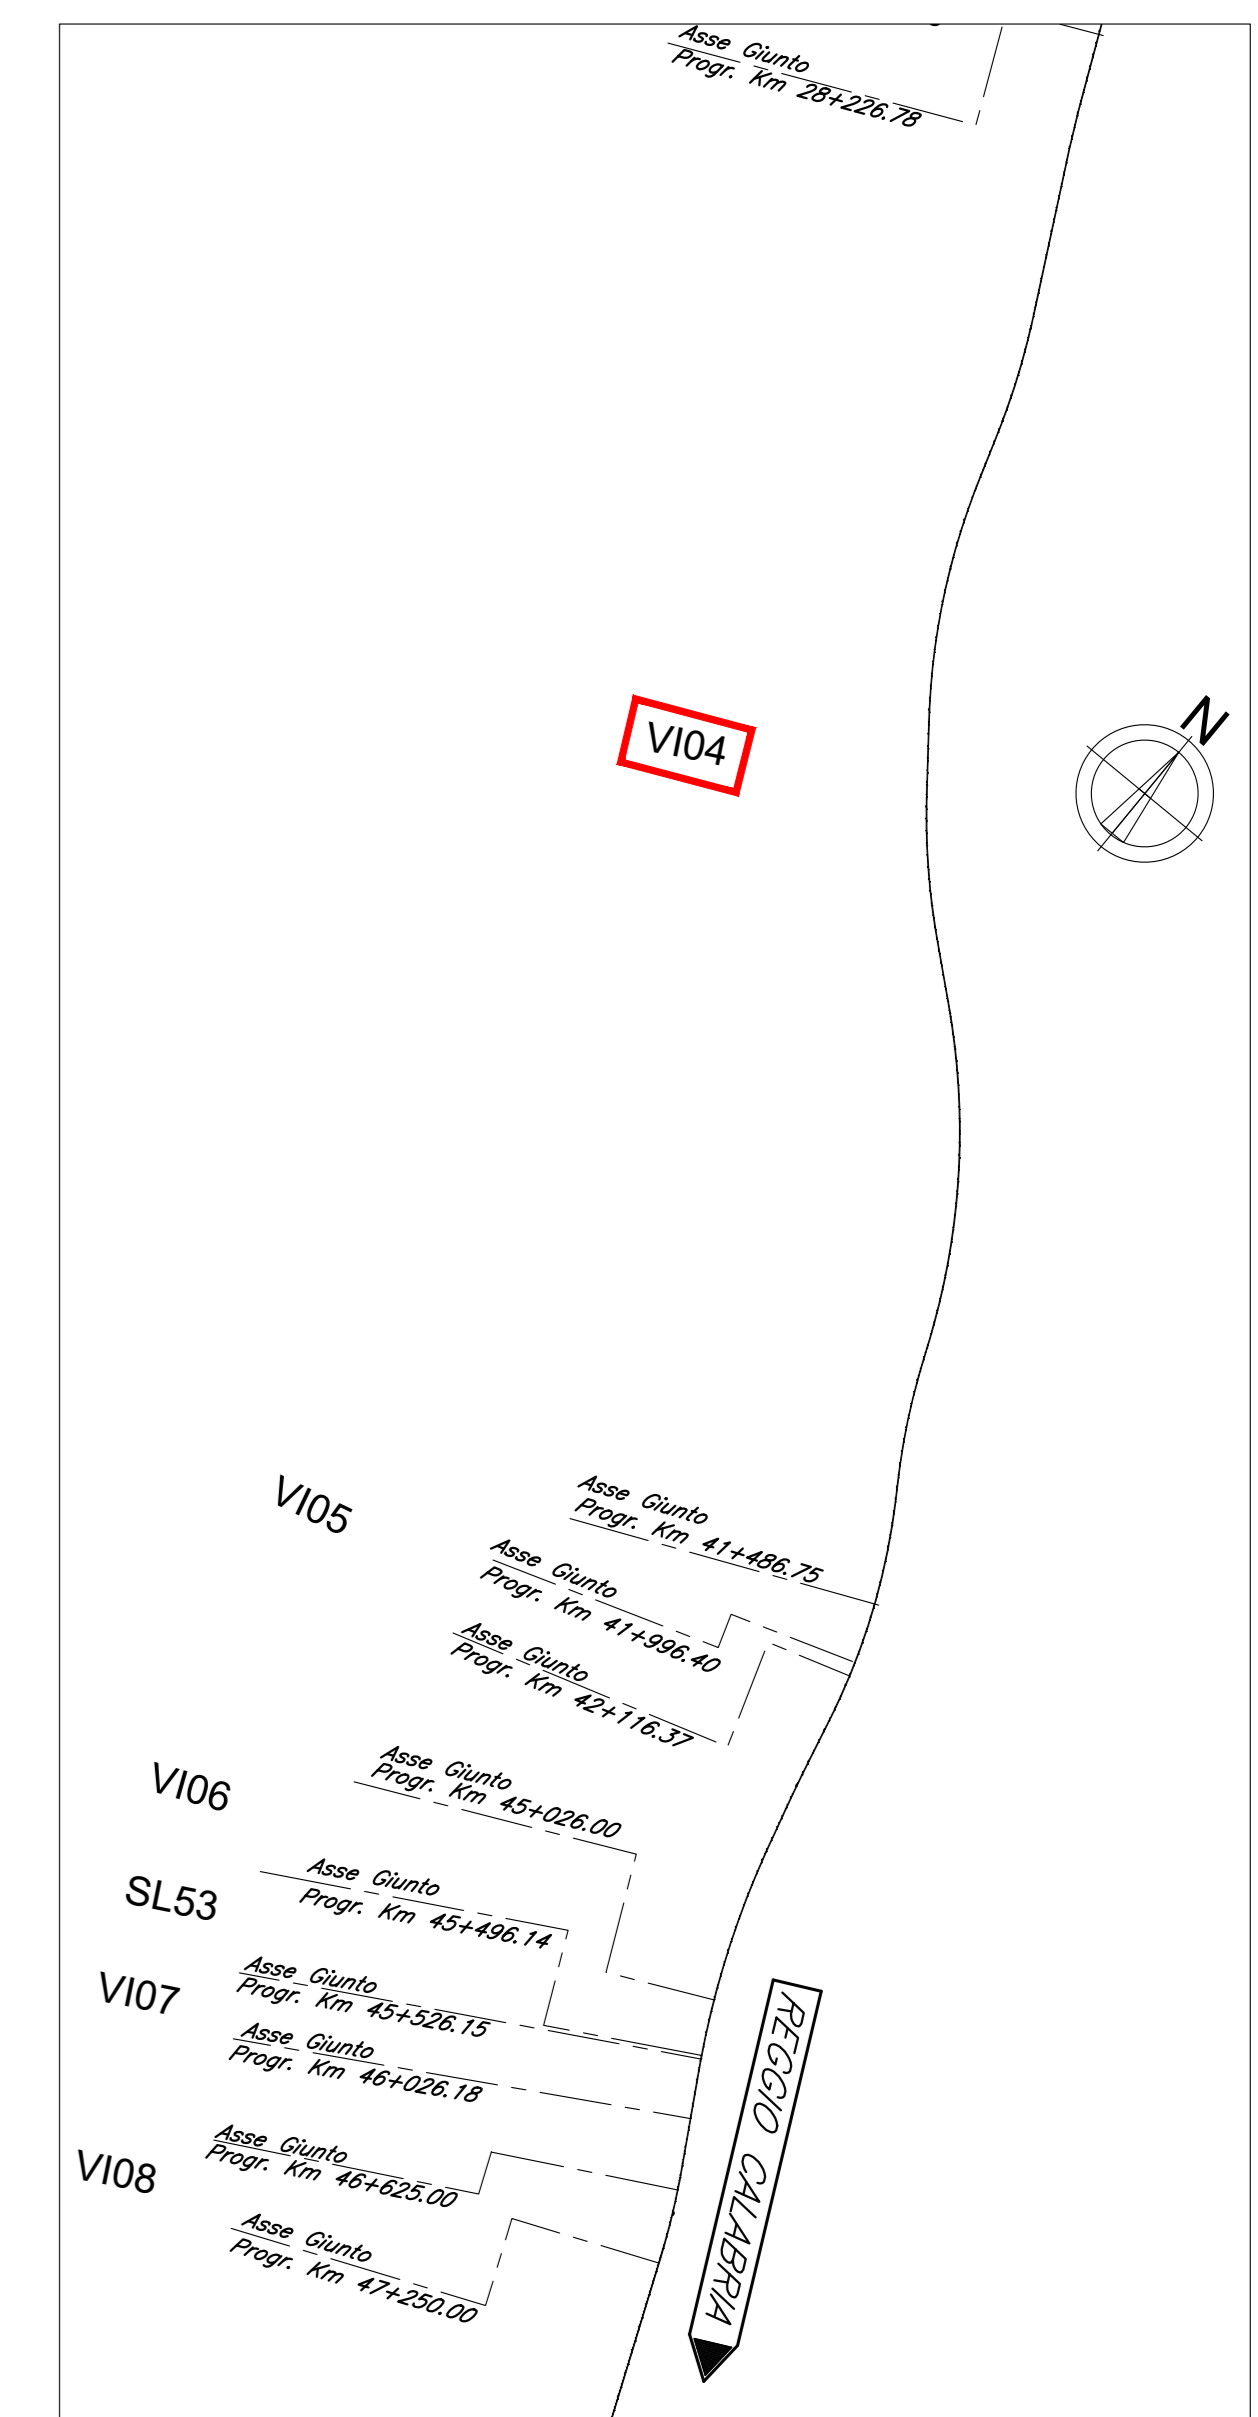 Asse Giunto
Progr. Km 28+226.78
VI04
N
VI05
Asse Giunto
Progr. Km 41+486.75
Asse Giunto
Progr. Km 41+996.40
Asse Giunto
Progr. Km 42+116.37
VI06
Asse Giunto
Progr. Km 45+026.00
SL53
Asse Giunto
Progr. Km 45+496.14
VI07
Asse Giunto
Progr. Km 45+526.15
Asse Giunto
Progr. Km 46+026.18
VI08
Asse Giunto
Progr. Km 46+625.00
Asse Giunto
Progr. Km 47+250.00
REGGIO CALABRIA